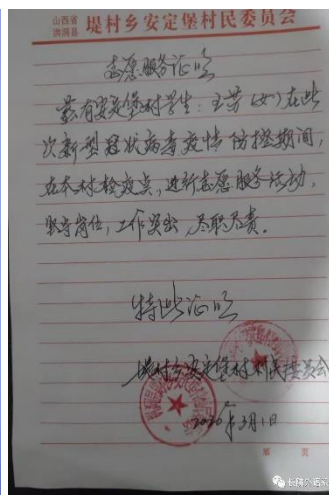 山西省
洪洞县
堤村乡安定堡村民委员会
志愿服务证明
兹有安定堡村学生：王芳（女）在此
次新型冠状病毒疫情防控期间，
在本村检疫点，进行志愿服务活动，
坚守岗位，工作突出，尽职尽责。
特此证明
堤村乡安定堡村村民委员会
2020年3月1日
第 页